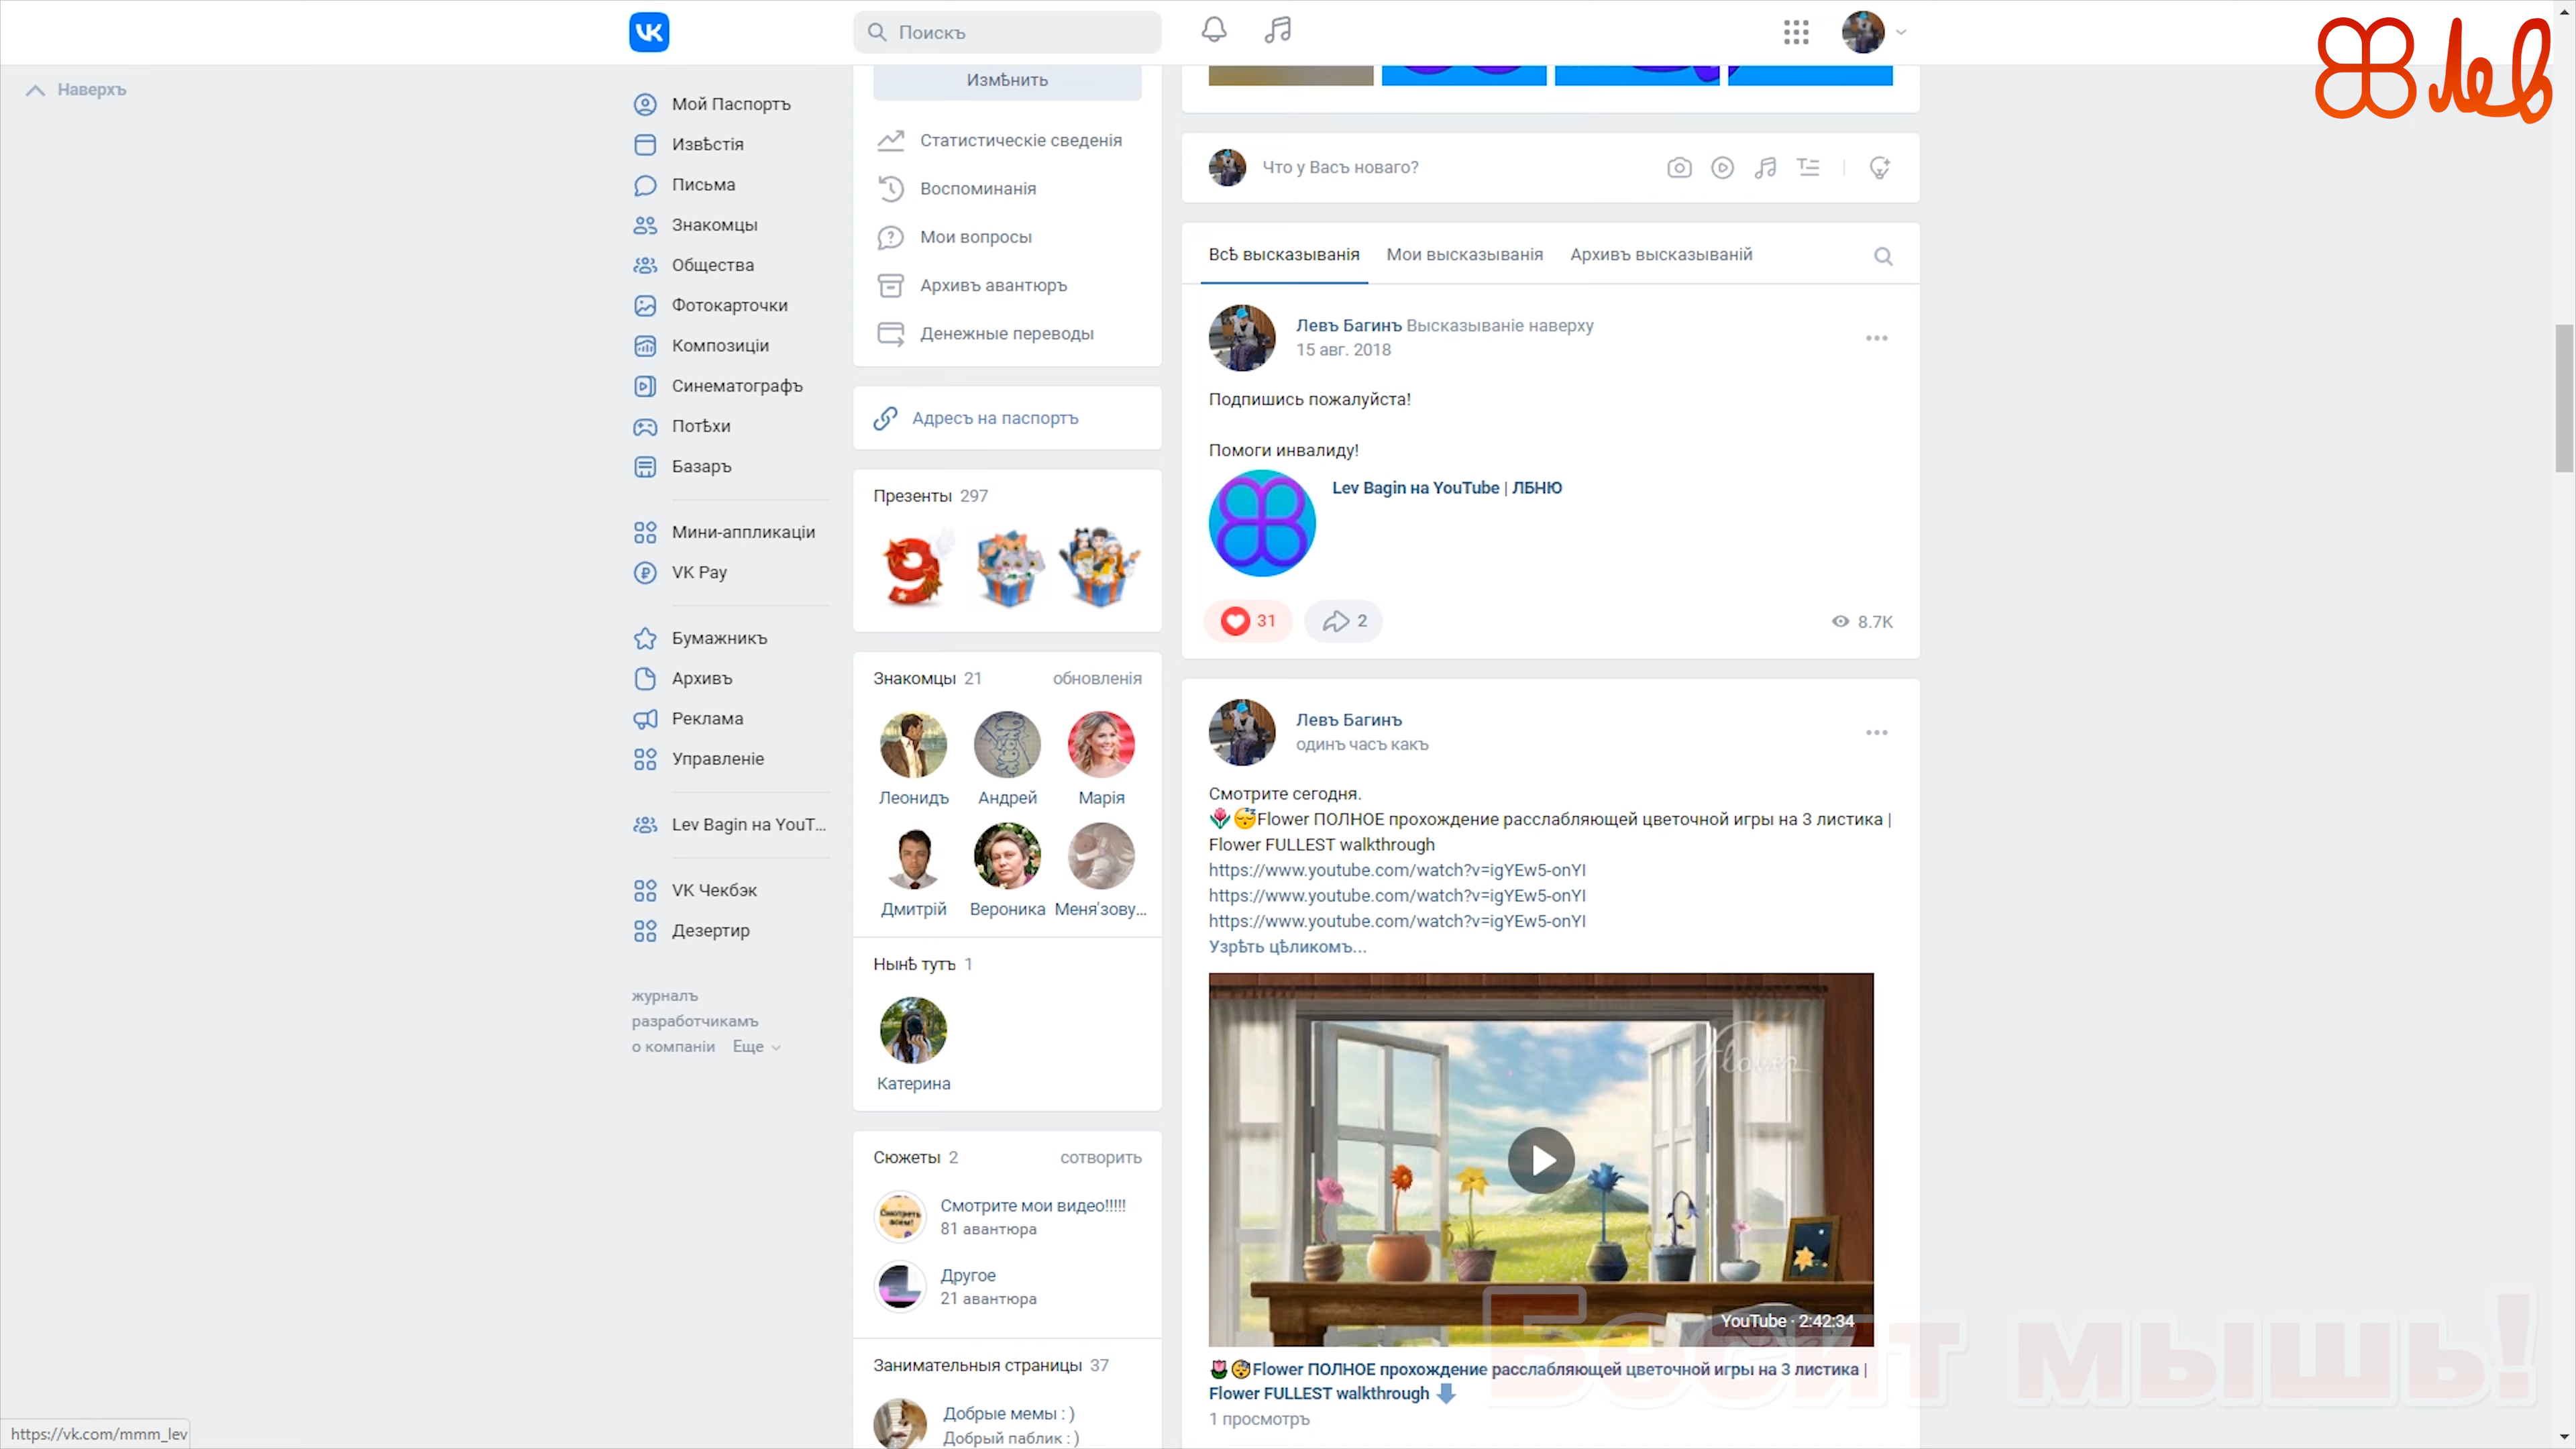 Поискъ
Лев
Наверхъ
Мой Паспортъ
Извѣстія
Письма
Знакомцы
Общества
Фотокарточки
Композиціи
Синематографъ
Потѣхи
Базаръ
Мини-аппликаціи
VK Pay
Бумажникъ
Архивъ
Реклама
Управленіе
Lev Bagin на YouT...
VK Чекбэк
Дезертир
журналъ
разработчикамъ
о компаніи Еще
Измѣнить
Статистическіе сведенія
Воспоминанія
Мои вопросы
Архивъ авантюръ
Денежные переводы
Адресъ на паспортъ
Презенты 297
Знакомцы 21 обновленія
Леонидъ Андрей Марія
Дмитрій Вероника Меня'зову...
Нынѣ тутъ 1
Катерина
Сюжеты 2 сотворить
Смотреть всем!
Смотрите мои видео!!!!!
81 авантюра
Другое
21 авантюра
Занимательныя страницы 37
Добрые мемы : )
Добрый паблик : )
Что у Васъ новаго?
Всѣ высказыванія Мои высказыванія Архивъ высказываній
Левъ Багинъ Высказываніе наверху
15 авг. 2018
Подпишись пожалуйста!
Помоги инвалиду!
Lev Bagin на YouTube | ЛБНЮ
31 2 8.7K
Левъ Багинъ
одинъ часъ какъ
Смотрите сегодня.
🌷😴Flower ПОЛНОЕ прохождение расслабляющей цветочной игры на 3 листика |
Flower FULLEST walkthrough
https://www.youtube.com/watch?v=igYEw5-onYI
https://www.youtube.com/watch?v=igYEw5-onYI
https://www.youtube.com/watch?v=igYEw5-onYI
Узрѣть цѣликомъ...
flower
YouTube · 2:42:34
Бесит мышь!
🌷😴Flower ПОЛНОЕ прохождение расслабляющей цветочной игры на 3 листика |
Flower FULLEST walkthrough ⬇
1 просмотръ
https://vk.com/mmm_lev